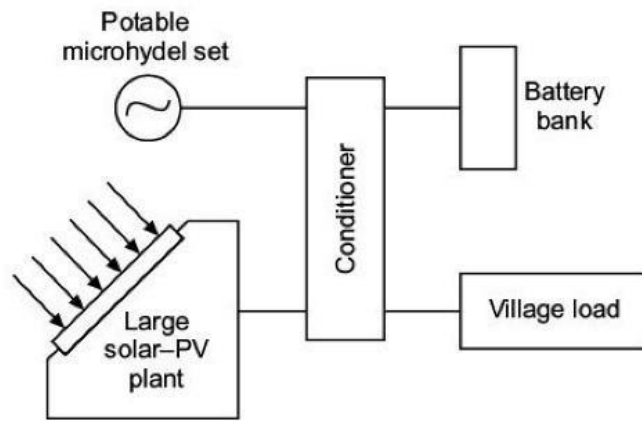 Potable
microhydel set
Battery
bank
Conditioner
Large
solar–PV
plant
Village load